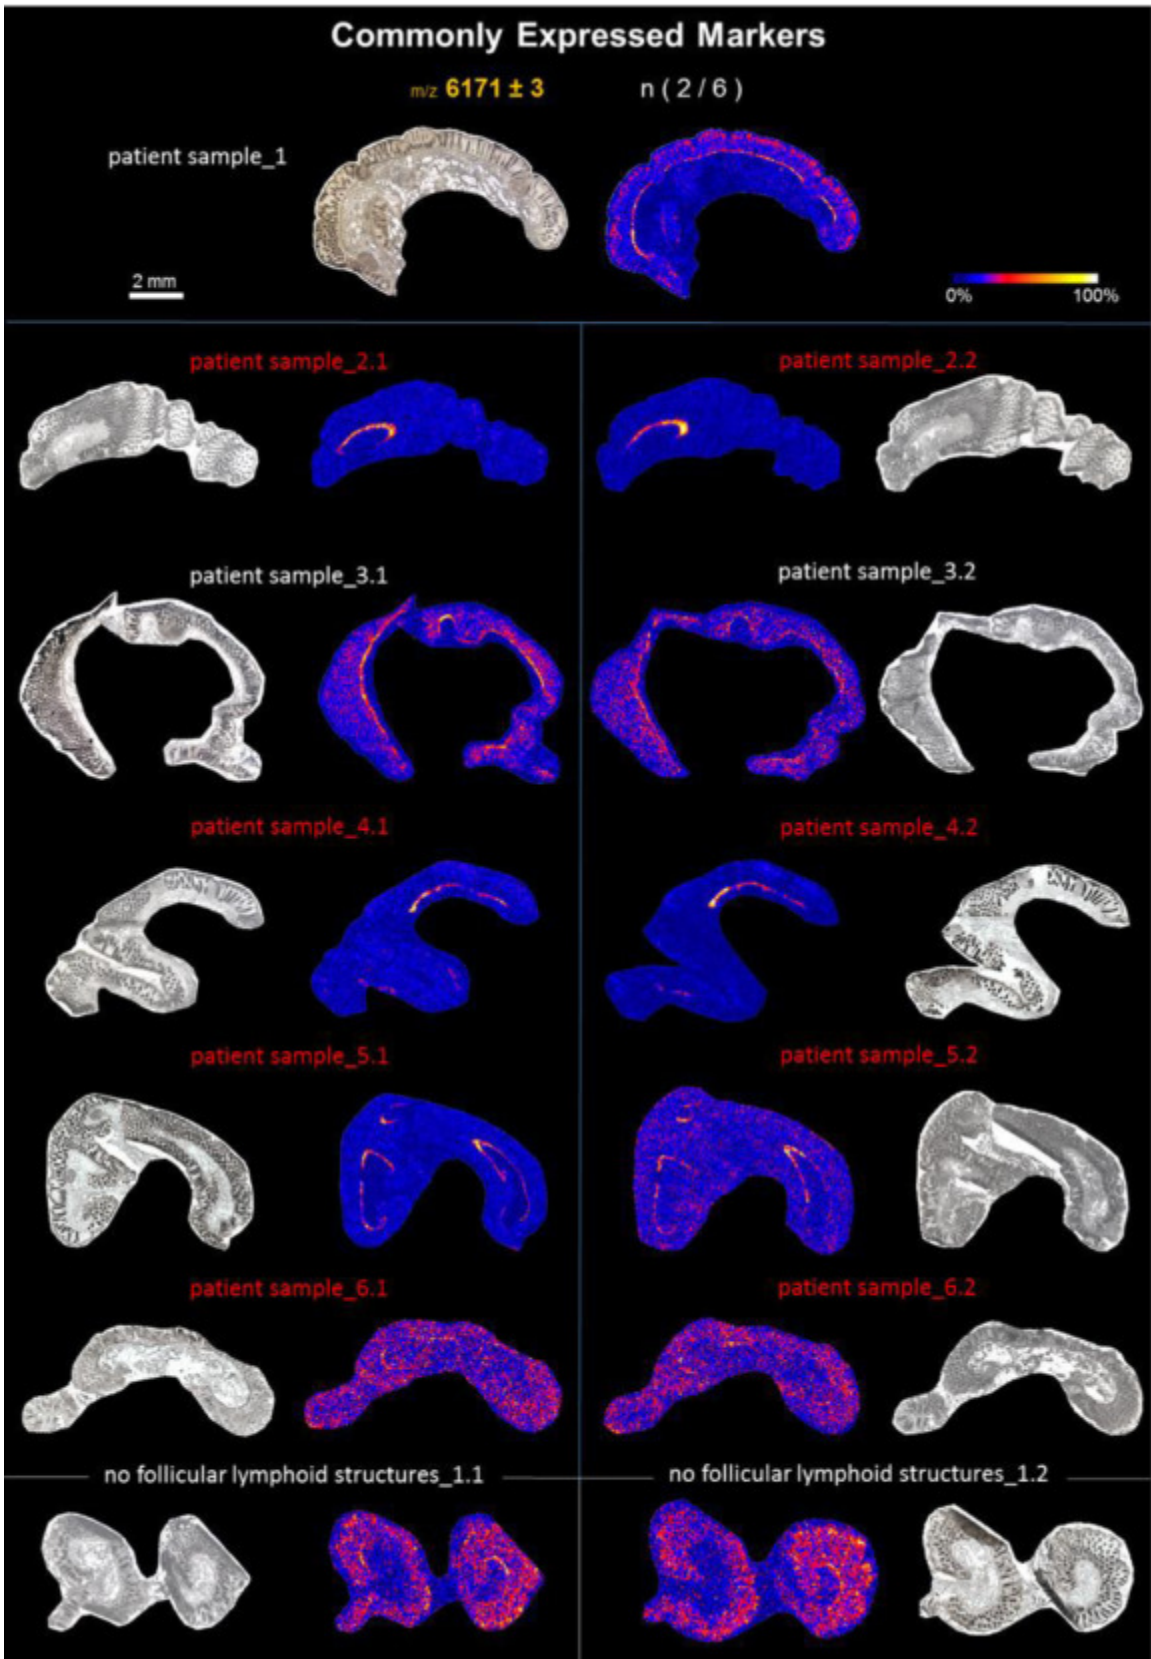 Commonly Expressed Markers
m/z 6171 ± 3 n ( 2 / 6 )
patient sample_1
2 mm
0% 100%
patient sample_2.1 patient sample_2.2
patient sample_3.1 patient sample_3.2
patient sample_4.1 patient sample_4.2
patient sample_5.1 patient sample_5.2
patient sample_6.1 patient sample_6.2
no follicular lymphoid structures_1.1 no follicular lymphoid structures_1.2